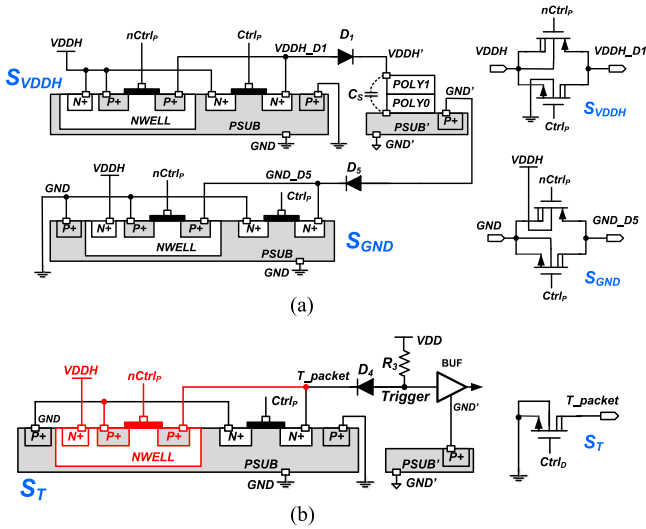 nCtrlP
CtrlP
VDDH
VDDH_D1
D1
VDDH'
SVDDH
N+
P+
P+
N+
N+
P+
NWELL
PSUB
GND
CS
POLY1
POLY0
GND'
P+
PSUB'
GND'
nCtrlP
VDDH
VDDH_D1
SVDDH
CtrlP
GND
VDDH
nCtrlP
GND_D5
CtrlP
D5
P+
N+
P+
P+
N+
N+
NWELL
PSUB
GND
SGND
VDDH
nCtrlP
GND
GND_D5
SGND
CtrlP
(a)
VDDH
nCtrlP
CtrlP
T_packet
D4
R3
VDD
Trigger
BUF
GND'
GND
P+
N+
P+
P+
N+
N+
P+
NWELL
PSUB
GND
ST
P+
PSUB'
GND'
T_packet
ST
CtrlD
(b)